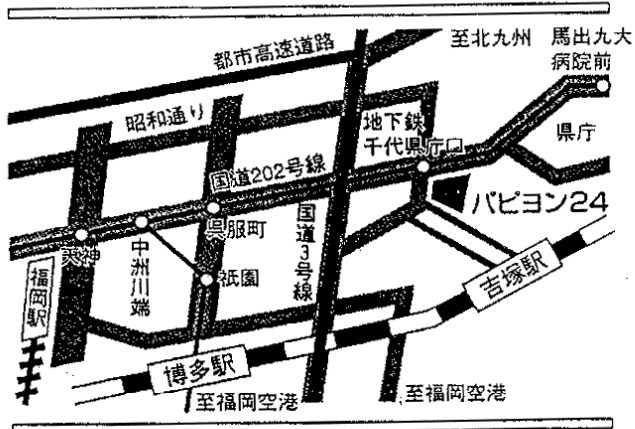 都市高速道路
至北九州
馬出九大
病院前
昭和通り
地下鉄
千代県庁口
県庁
国道202号線
パピヨン24
天神
中洲川端
呉服町
国道3号線
祇園
福岡駅
吉塚駅
博多駅
至福岡空港
至福岡空港